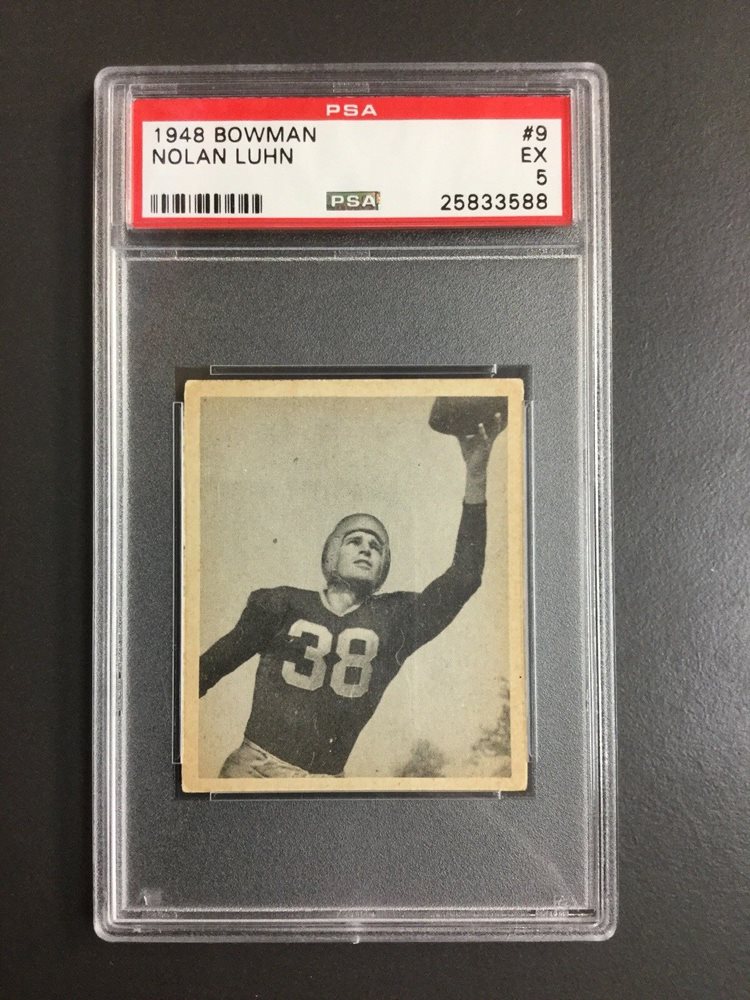 PSA
1948 BOWMAN #9
NOLAN LUHN EX
5
PSA 25833588
38